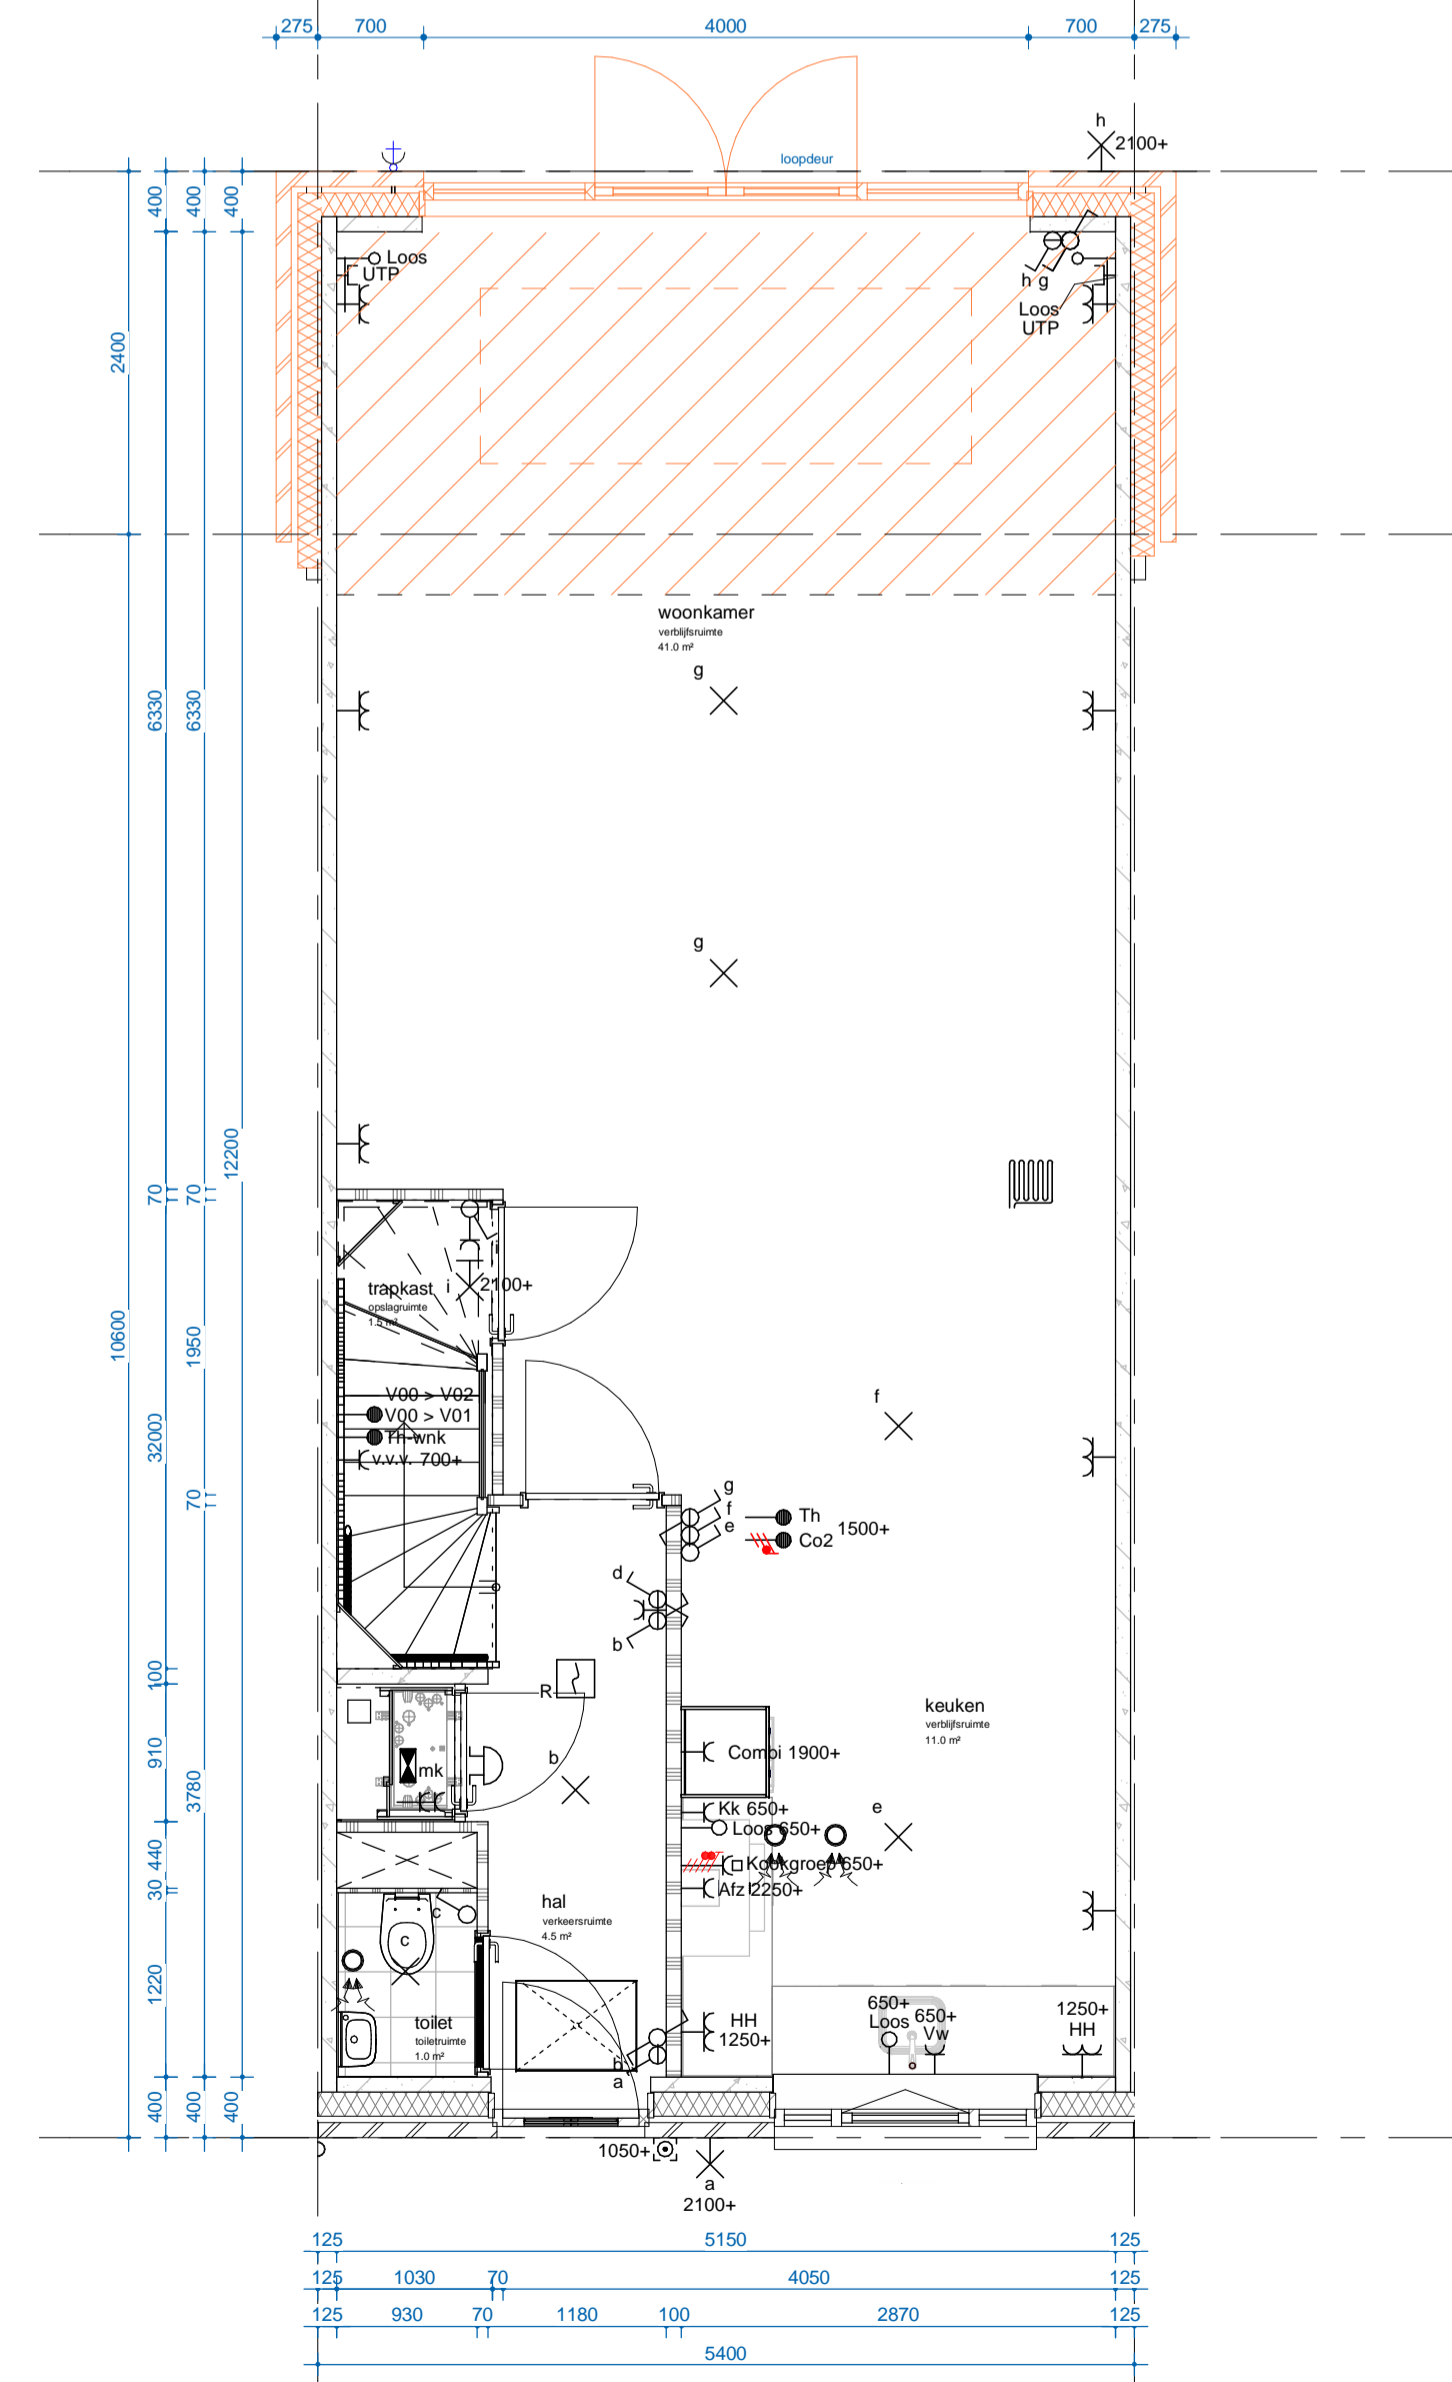 275 700 4000 700 275
h
2100+
loopdeur
400 400 400
Loos
UTP
h g
Loos
UTP
2400
woonkamer
verblijfsruimte
41.0 m²
g
6330 6330
g
12200
70 70
i
trapkast i 2100+
opslagruimte
1.5 m²
10600 1950
V00 > V02
V00 > V01
Th-wnk
v.v.v. 700+
32000
f
70
g
f
e
Th
Co2
1500+
d
b
100
R
keuken
verblijfsruimte
11.0 m²
910
mk
b
Combi 1900+
3780
Kk 650+
Loos 650+
e
Kookgroep 650+
Afz 2250+
440
30
hal
verkeersruimte
4.5 m²
c
c
1220
toilet
toiletruimte
1.0 m²
HH
1250+
650+
Loos
650+
Vw
1250+
HH
b
a
400 400 400
1050+
a
2100+
125 5150 125
125 1030 70 4050 125
125 930 70 1180 100 2870 125
5400